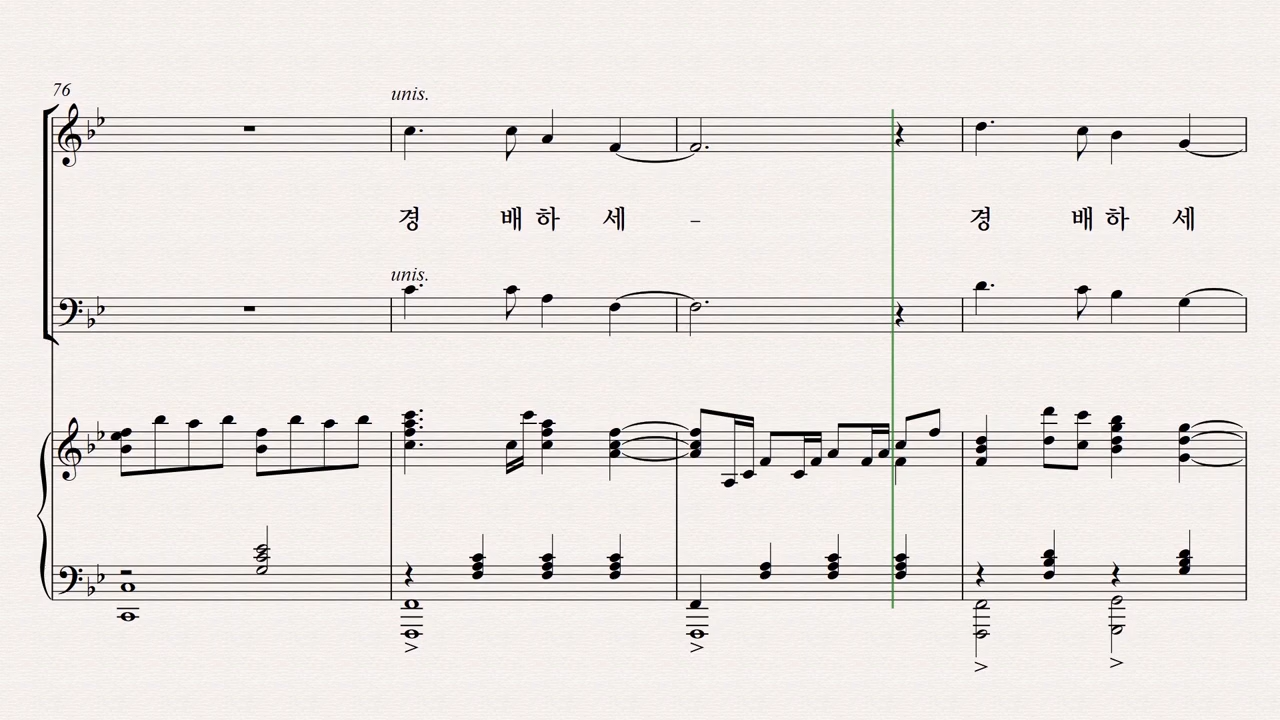 76
unis.
경 배 하 세 - 경 배 하 세
unis.